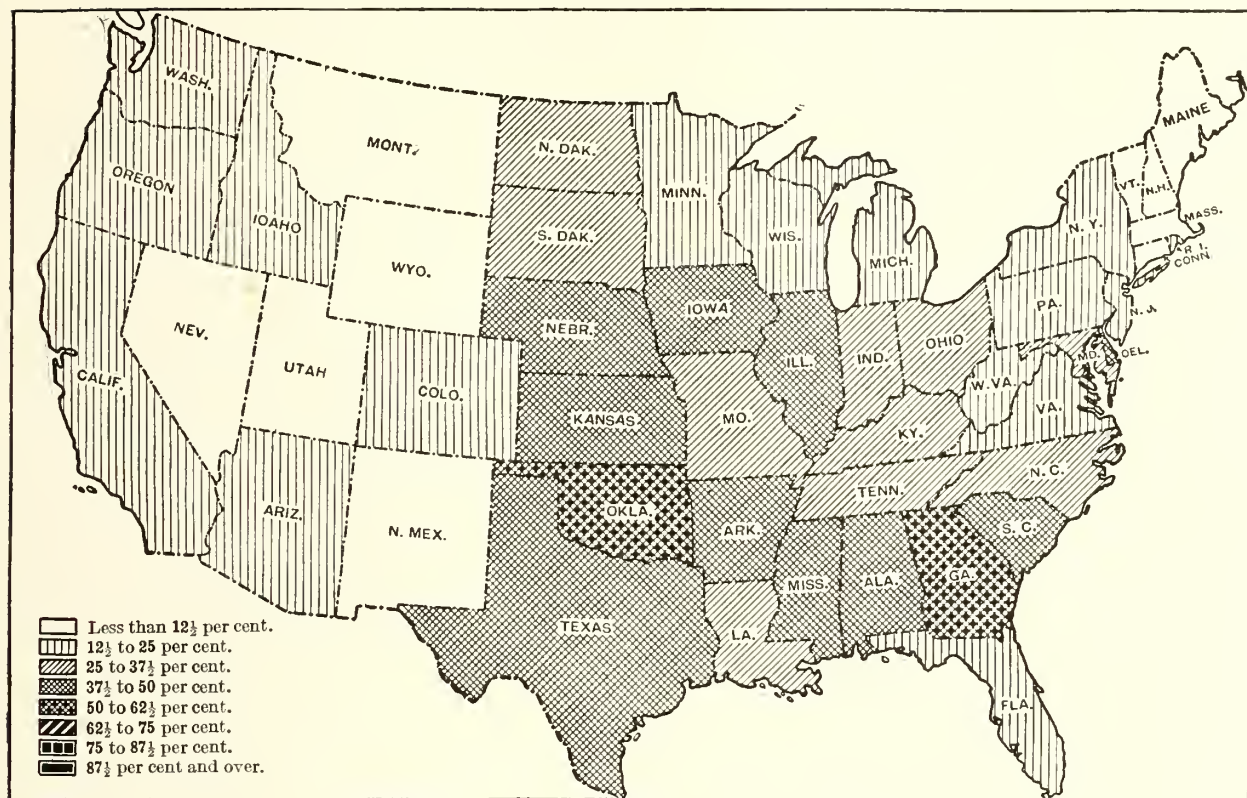 WASH.
MONT.
N. DAK.
MINN.
MAINE
OREGON
IOAHO
VT.
N.H.
S. DAK.
WIS.
N. Y.
MASS.
R I.
CONN.
WYO.
MICH.
NEBR.
IOWA
PA.
N. J.
NEV.
UTAH
ILL.
IND.
OHIO
MD.
OEL.
CALIF.
COLO.
KANSAS.
MO.
W. VA.
VA.
KY.
N. C.
TENN.
ARIZ.
N. MEX.
OKLA.
ARK.
S. C.
MISS.
ALA.
GA.
TEXAS
LA.
FLA.
Less than 12½ per cent.
12½ to 25 per cent.
25 to 37½ per cent.
37½ to 50 per cent.
50 to 62½ per cent.
62½ to 75 per cent.
75 to 87½ per cent.
87½ per cent and over.